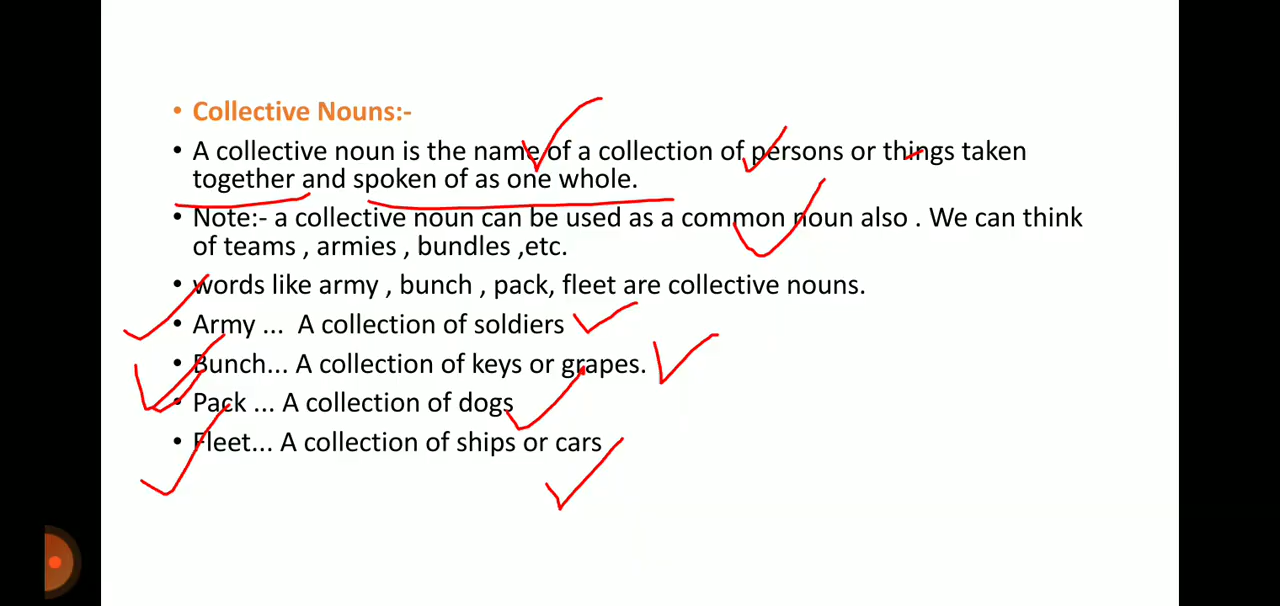 • Collective Nouns:-
• A collective noun is the name of a collection of persons or things taken
together and spoken of as one whole.
• Note:- a collective noun can be used as a common noun also . We can think
of teams , armies , bundles ,etc.
• words like army , bunch , pack, fleet are collective nouns.
• Army ... A collection of soldiers
• Bunch... A collection of keys or grapes.
• Pack ... A collection of dogs
• Fleet... A collection of ships or cars